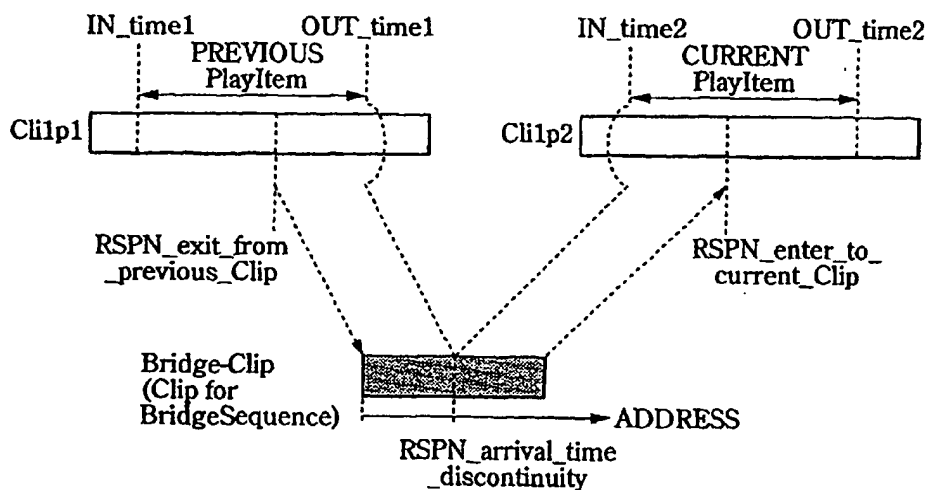 IN_time1
OUT_time1
IN_time2
OUT_time2
PREVIOUS
PlayItem
CURRENT
PlayItem
Cli1p1
Cli1p2
RSPN_exit_from
_previous_Clip
RSPN_enter_to_
current_Clip
Bridge-Clip
(Clip for
BridgeSequence)
ADDRESS
RSPN_arrival_time
_discontinuity